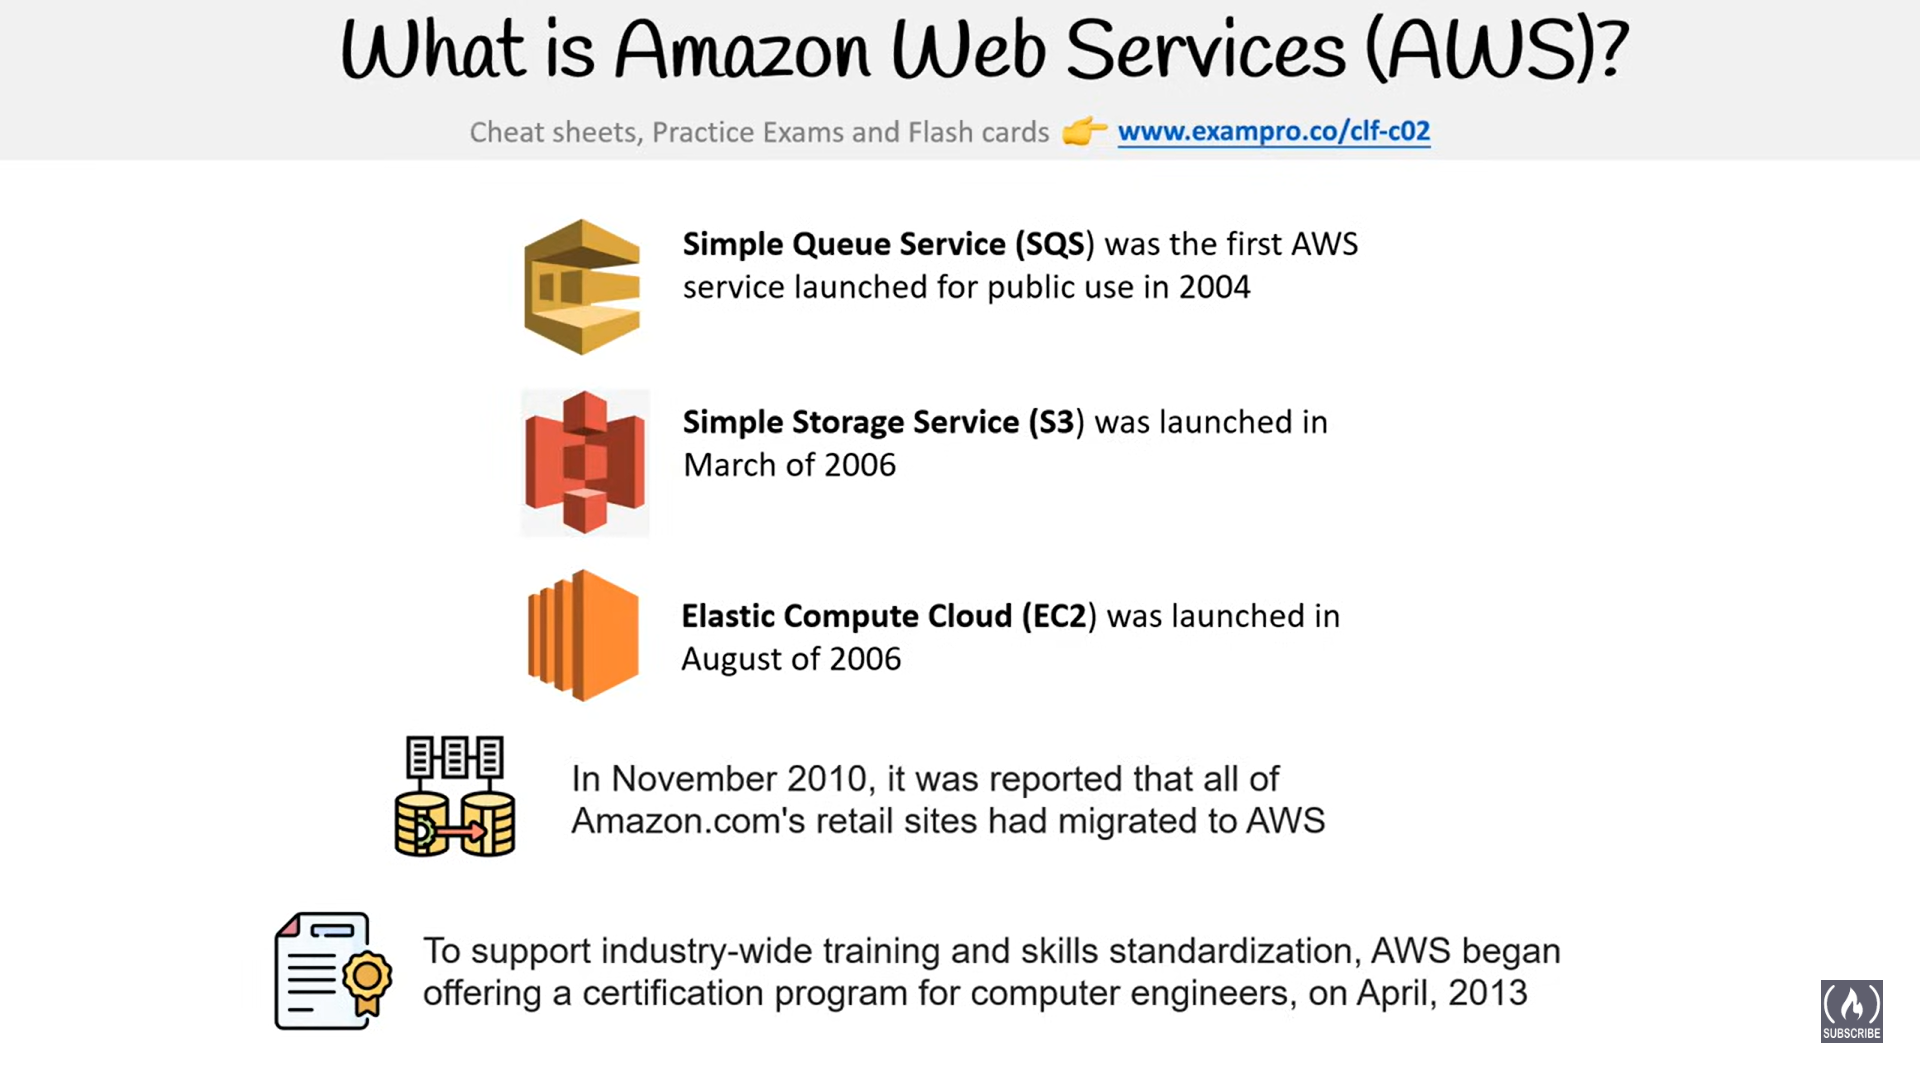 What is Amazon Web Services (AWS)?
Cheat sheets, Practice Exams and Flash cards 👉 www.exampro.co/clf-c02
Simple Queue Service (SQS) was the first AWS
service launched for public use in 2004
Simple Storage Service (S3) was launched in
March of 2006
Elastic Compute Cloud (EC2) was launched in
August of 2006
In November 2010, it was reported that all of
Amazon.com's retail sites had migrated to AWS
To support industry-wide training and skills standardization, AWS began
offering a certification program for computer engineers, on April, 2013
SUBSCRIBE